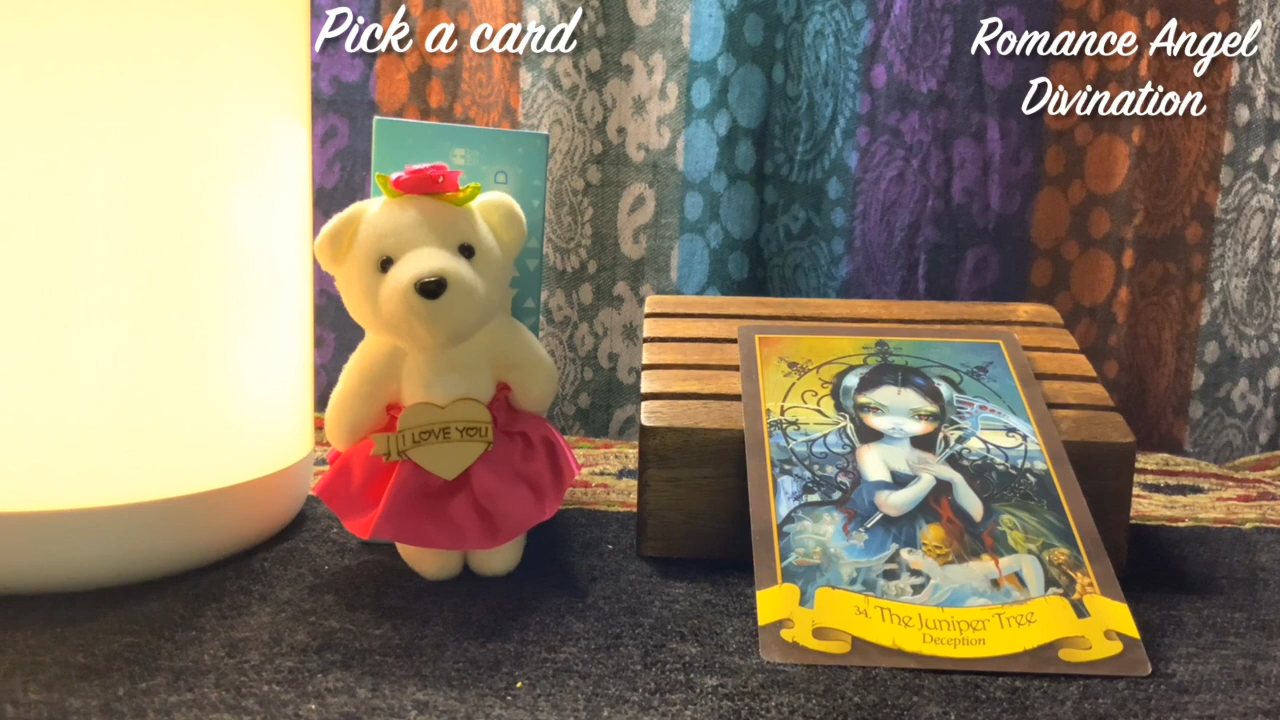 Pick a card
Romance Angel
Divination
I LOVE YOU
34. The Juniper Tree
Deception